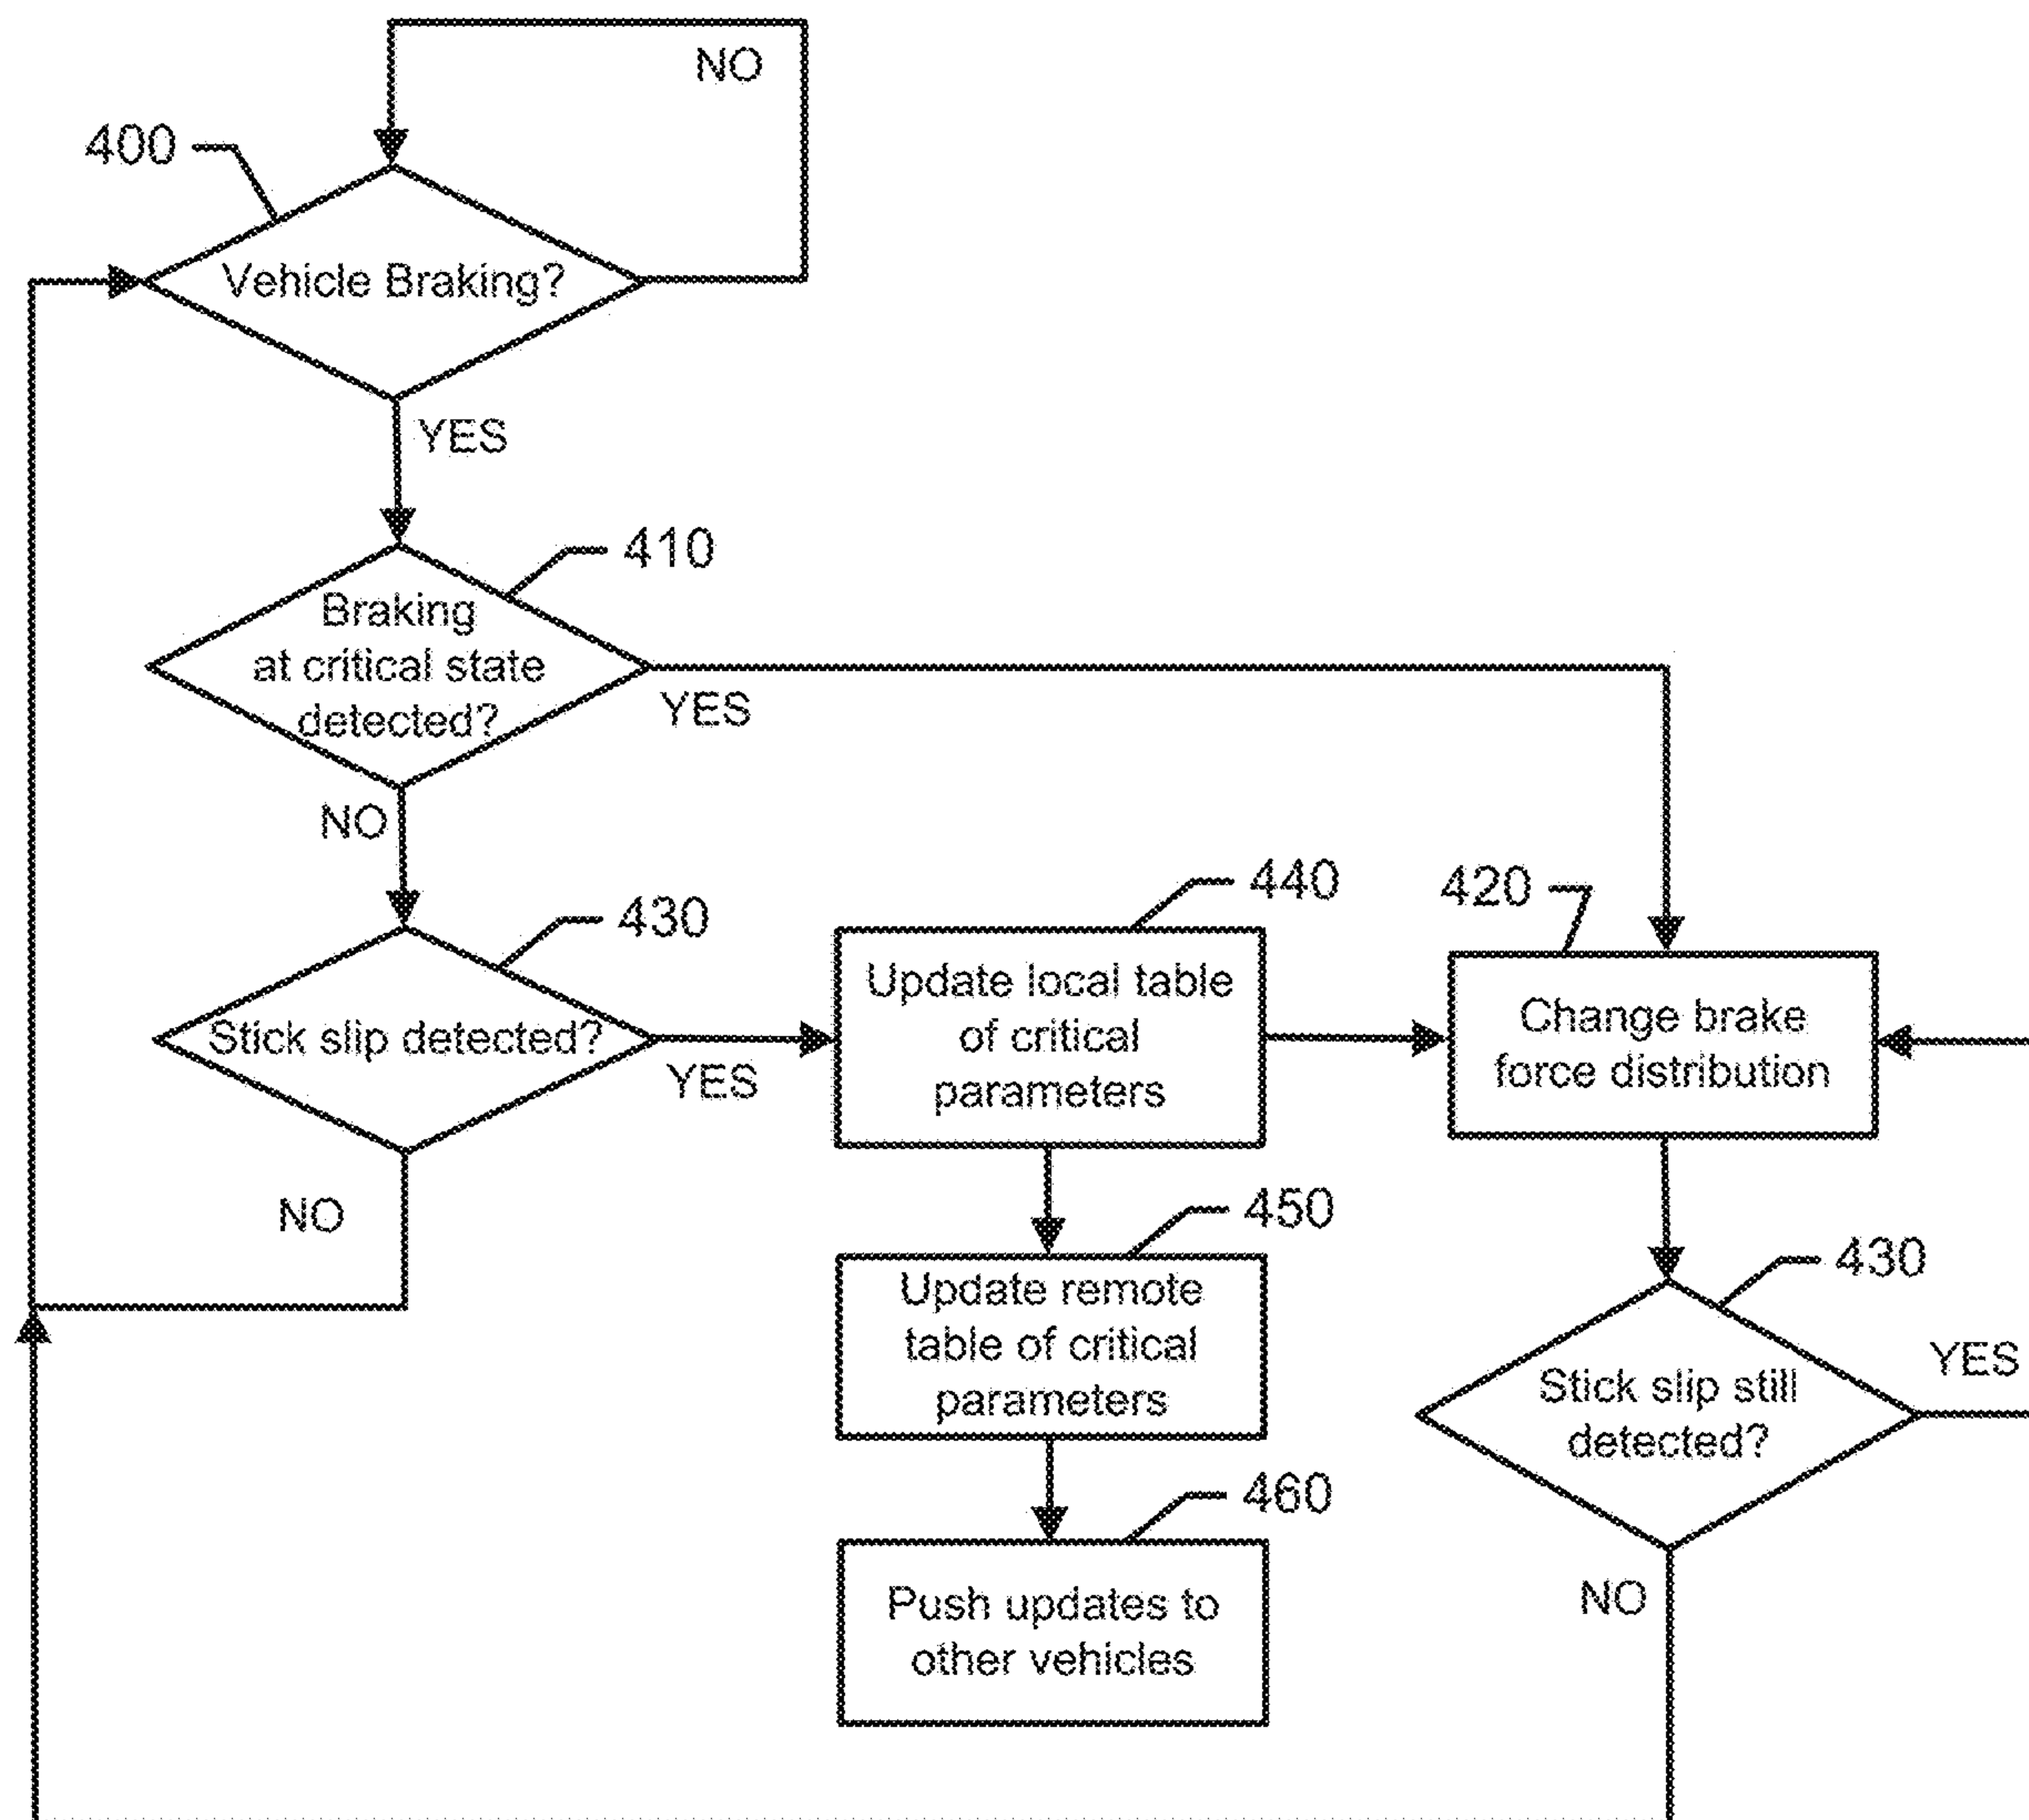 NO
400
Vehicle Braking?
YES
410
Braking
at critical state
detected?
YES
NO
430
Stick slip detected?
YES
NO
440
Update local table
of critical
parameters
420
Change brake
force distribution
450
Update remote
table of critical
parameters
430
Stick slip still
detected?
YES
NO
460
Push updates to
other vehicles